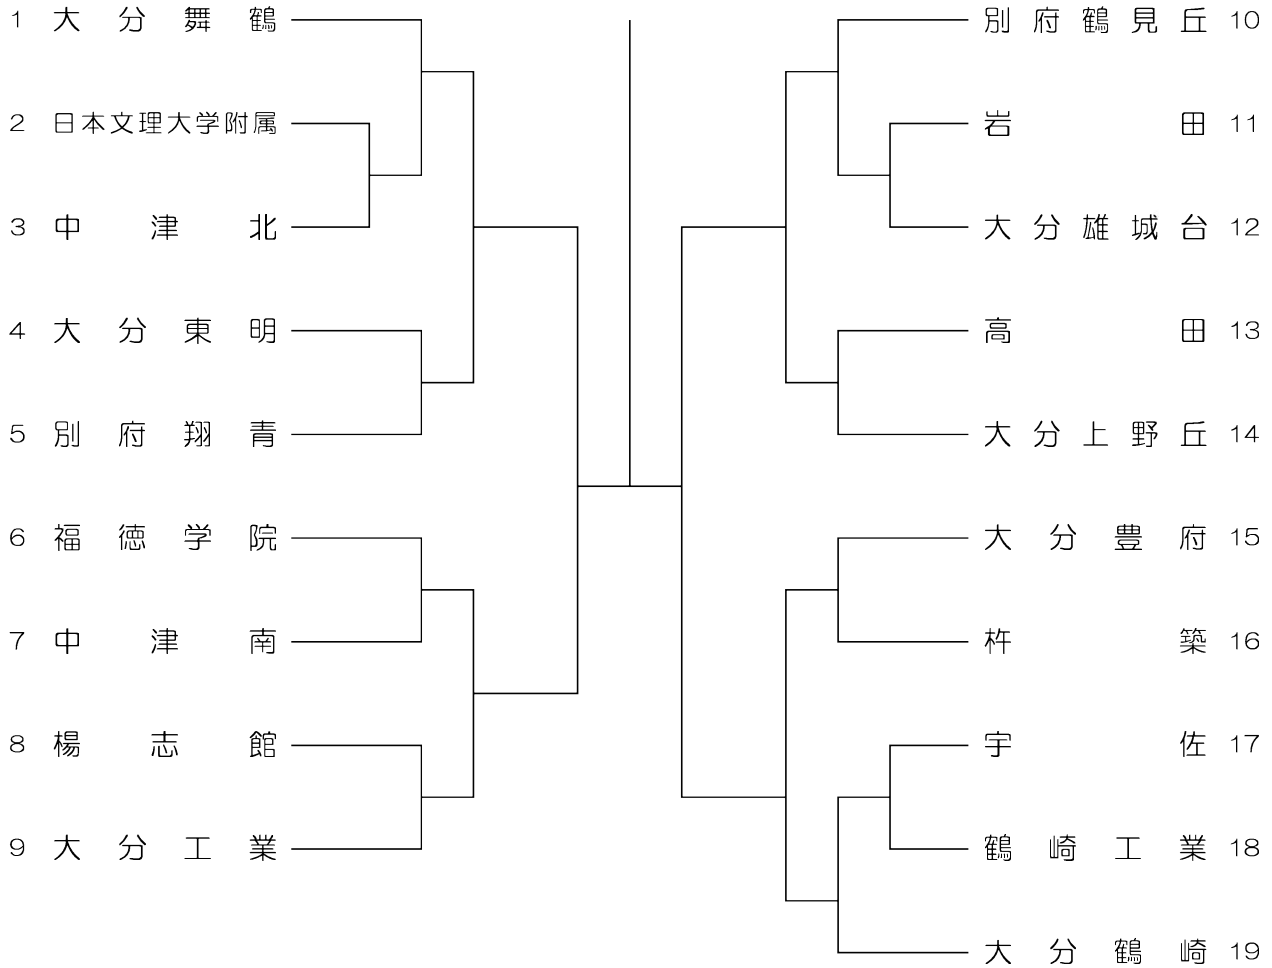 1 大分舞鶴
2 日本文理大学附属
3 中津北
4 大分東明
5 別府翔青
6 福徳学院
7 中津南
8 楊志館
9 大分工業
別府鶴見丘 10
岩田 11
大分雄城台 12
高田 13
大分上野丘 14
大分豊府 15
杵築 16
宇佐 17
鶴崎工業 18
大分鶴崎 19